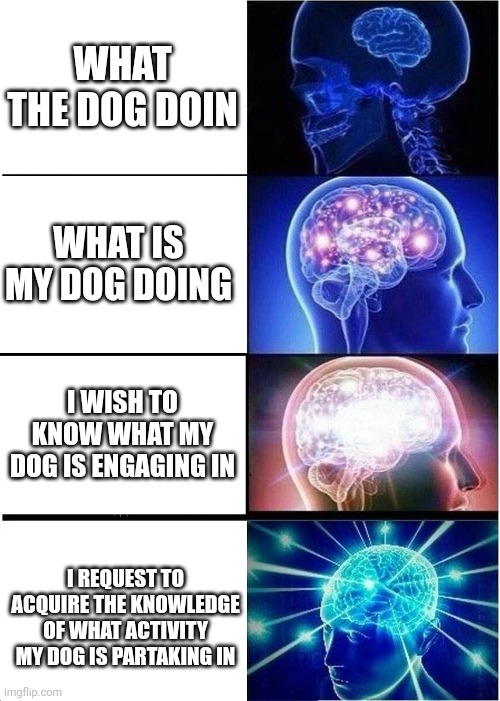 WHAT
THE DOG DOIN
WHAT IS
MY DOG DOING
I WISH TO
KNOW WHAT MY
DOG IS ENGAGING IN
I REQUEST TO
ACQUIRE THE KNOWLEDGE
OF WHAT ACTIVITY
MY DOG IS PARTAKING IN
imgflip.com